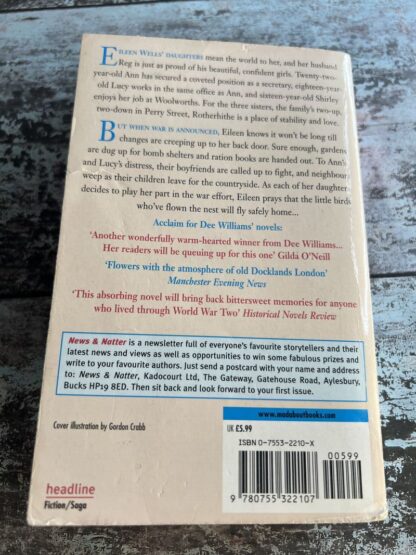 EILEEN WELLS' DAUGHTERS mean the world to her, and her husband
Reg is just as proud of his beautiful, confident girls. Twenty-two-
year-old Ann has secured a coveted position as a secretary, eighteen-year-
old Lucy works in the same office as Ann, and sixteen-year-old Shirley
enjoys her job at Woolworths. For the three sisters, the family's two-up,
two-down in Perry Street, Rotherhithe is a place of stability and love.
BUT WHEN WAR IS ANNOUNCED, Eileen knows it won't be long till
changes are creeping up to her back door. Sure enough, gardens
are dug up for bomb shelters and ration books are handed out. To Ann's
and Lucy's distress, their boyfriends are called up to fight, and neighbours
weep as their children leave for the countryside. As each of her daughters
decides to play her part in the war effort, Eileen prays that the little birds
who've flown the nest will fly safely home...
Acclaim for Dee Williams' novels:
'Another wonderfully warm-hearted winner from Dee Williams...
Her readers will be queuing up for this one' Gilda O'Neill
'Flowers with the atmosphere of old Docklands London'
Manchester Evening News
'This absorbing novel will bring back bittersweet memories for anyone
who lived through World War Two' Historical Novels Review
News & Natter is a newsletter full of everyone's favourite storytellers and their
latest news and views as well as opportunities to win some fabulous prizes and
write to your favourite authors. Just send a postcard with your name and address
to: News & Natter, Kadocourt Ltd, The Gateway, Gatehouse Road, Aylesbury,
Bucks HP19 8ED. Then sit back and look forward to your first issue.
www.madaboutbooks.com
Cover illustration by Gordon Crabb
UK £5.99
ISBN 0-7553-2210-X
00599
9 780755 322107
headline
Fiction/Saga